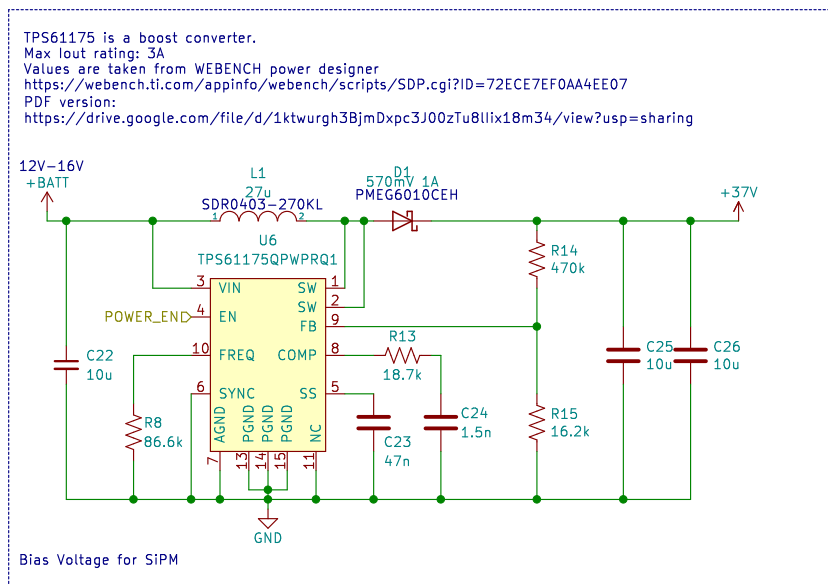 TPS61175 is a boost converter.
Max Iout rating: 3A
Values are taken from WEBENCH power designer
https://webench.ti.com/appinfo/webench/scripts/SDP.cgi?ID=72ECE7EF0AA4EE07
PDF version:
https://drive.google.com/file/d/1ktwurgh3BjmDxpc3J00zTu8lIix18m34/view?usp=sharing
12V-16V
+BATT
L1
27u
SDR0403-270KL
1
2
D1
570mV 1A
PMEG6010CEH
+37V
U6
TPS61175QPWPRQ1
R14
470k
3
VIN
SW
1
SW
2
POWER_EN
4
EN
FB
9
10
FREQ
COMP
8
R13
18.7k
C22
10u
C25
10u
C26
10u
6
SYNC
SS
5
R8
86.6k
AGND
PGND
PGND
PGND
NC
7
13
14
15
11
C23
47n
C24
1.5n
R15
16.2k
GND
Bias Voltage for SiPM